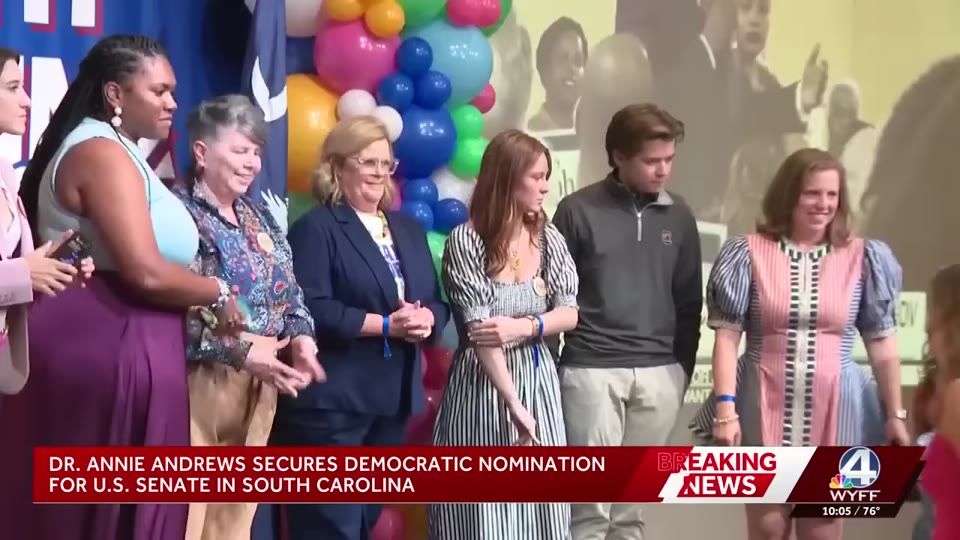 DR. ANNIE ANDREWS SECURES DEMOCRATIC NOMINATION
FOR U.S. SENATE IN SOUTH CAROLINA
BREAKING
NEWS
4
WYFF
10:05 / 76°